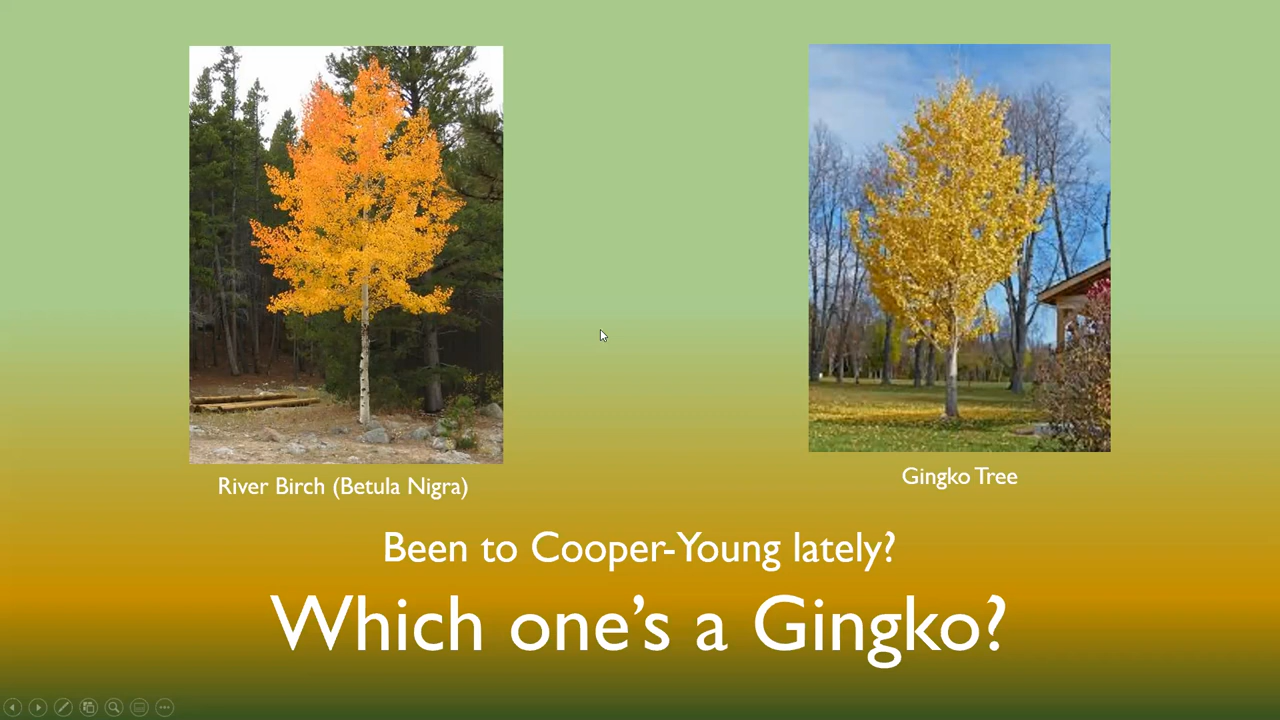 River Birch (Betula Nigra)
Gingko Tree
Been to Cooper-Young lately?
Which one's a Gingko?